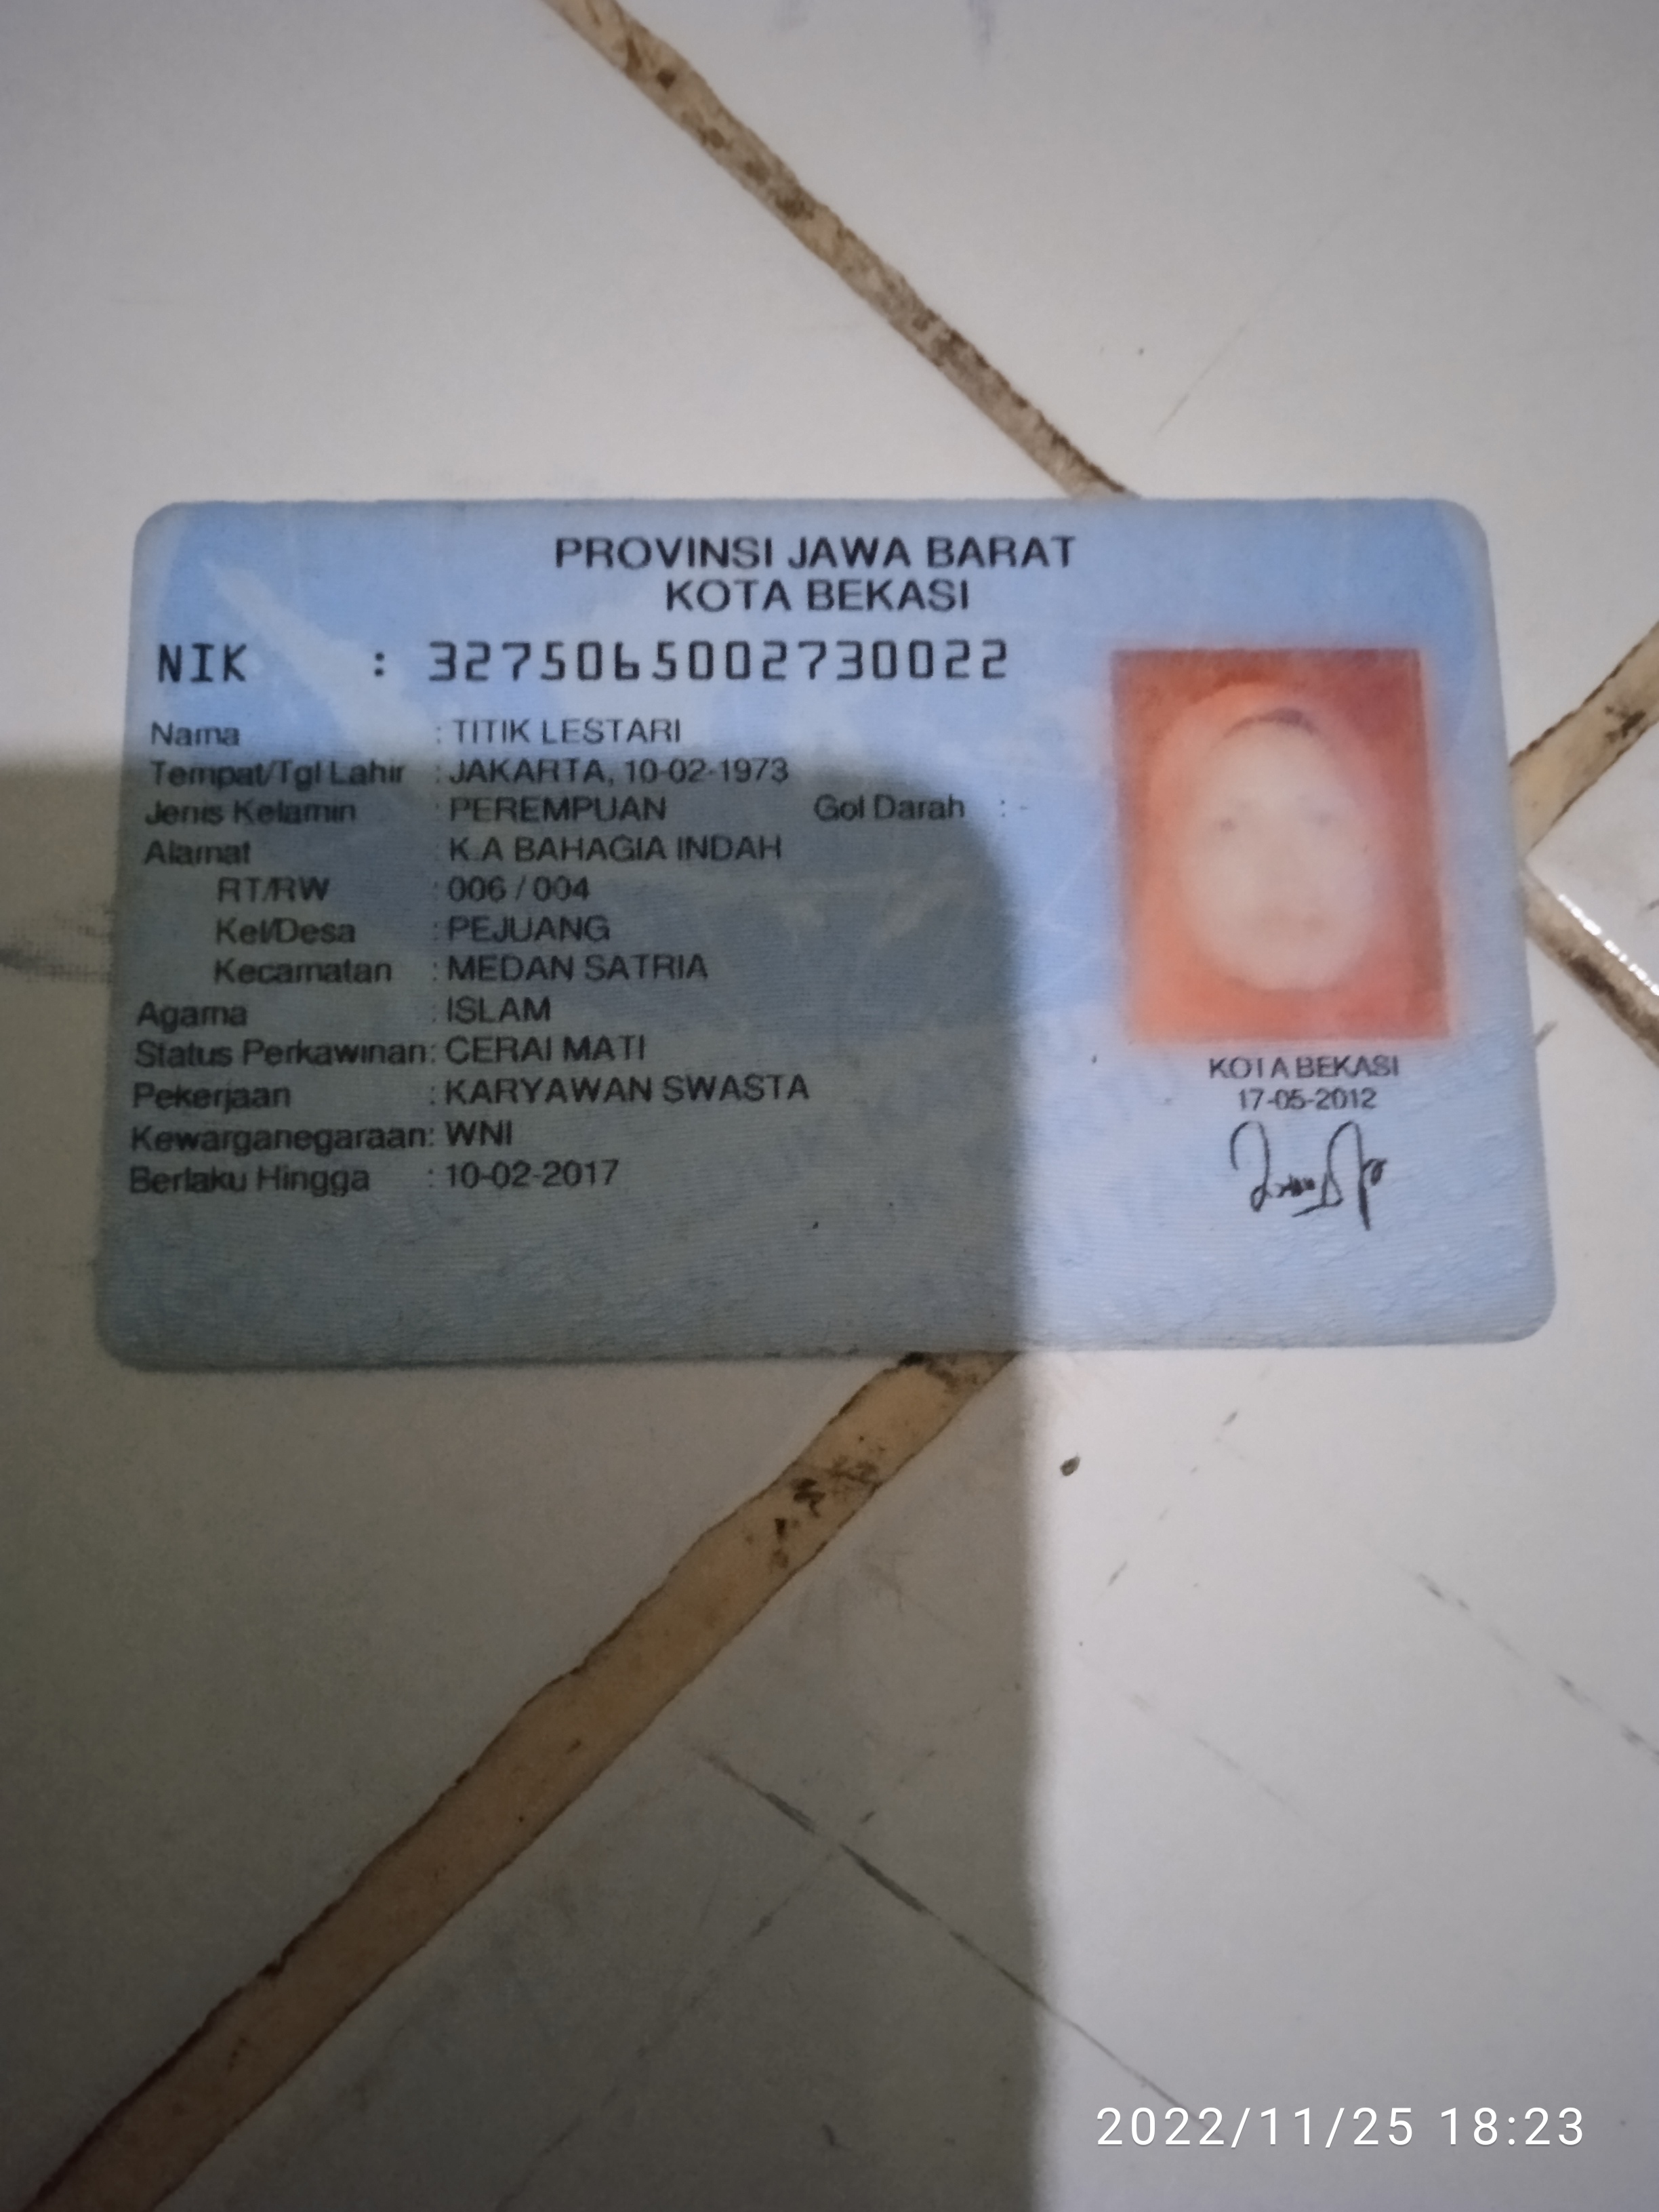 PROVINSI JAWA BARAT
KOTA BEKASI
NIK : 3275065002730022
Nama : TITIK LESTARI
Tempat/Tgl Lahir : JAKARTA, 10-02-1973
Jenis Kelamin : PEREMPUAN Gol Darah : -
Alamat : K.A BAHAGIA INDAH
RT/RW : 006 / 004
Kel/Desa : PEJUANG
Kecamatan : MEDAN SATRIA
Agama : ISLAM
Status Perkawinan : CERAI MATI
Pekerjaan : KARYAWAN SWASTA
Kewarganegaraan : WNI
Berlaku Hingga : 10-02-2017
KOTA BEKASI
17-05-2012
2022/11/25 18:23